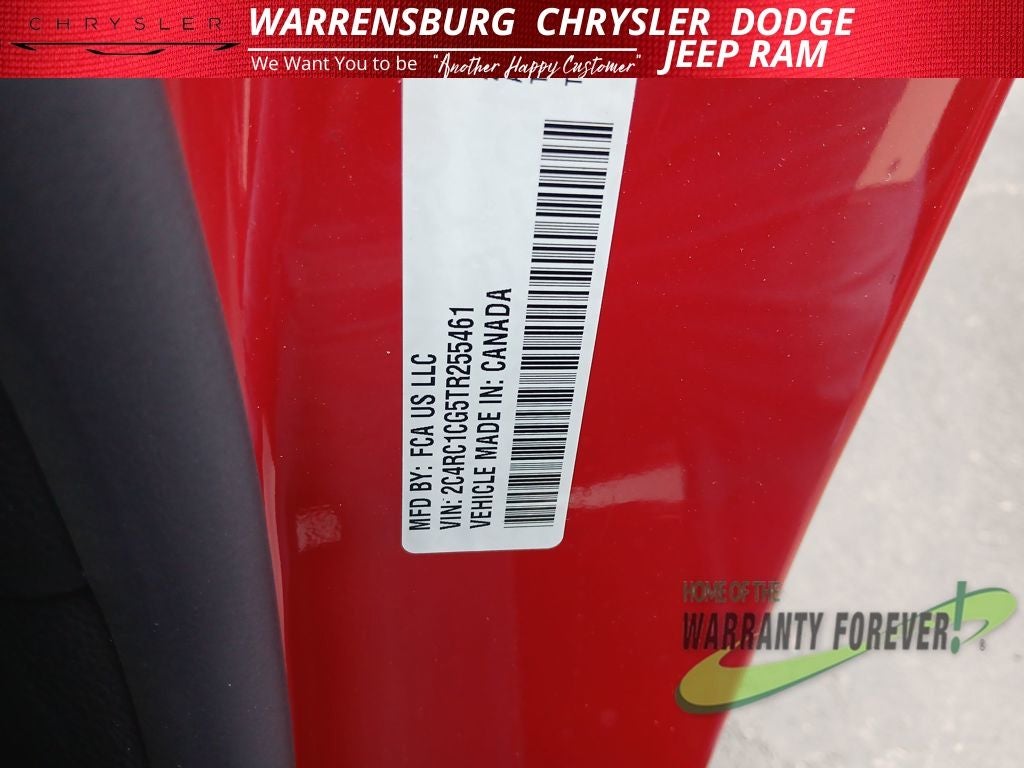 CHRYSLER
WARRENSBURG CHRYSLER DODGE
JEEP RAM
We Want You to be "Another Happy Customer"
MFD BY: FCA US LLC
VIN: 2C4RC1CG5TR255461
VEHICLE MADE IN: CANADA
HOME OF THE
WARRANTY FOREVER!®